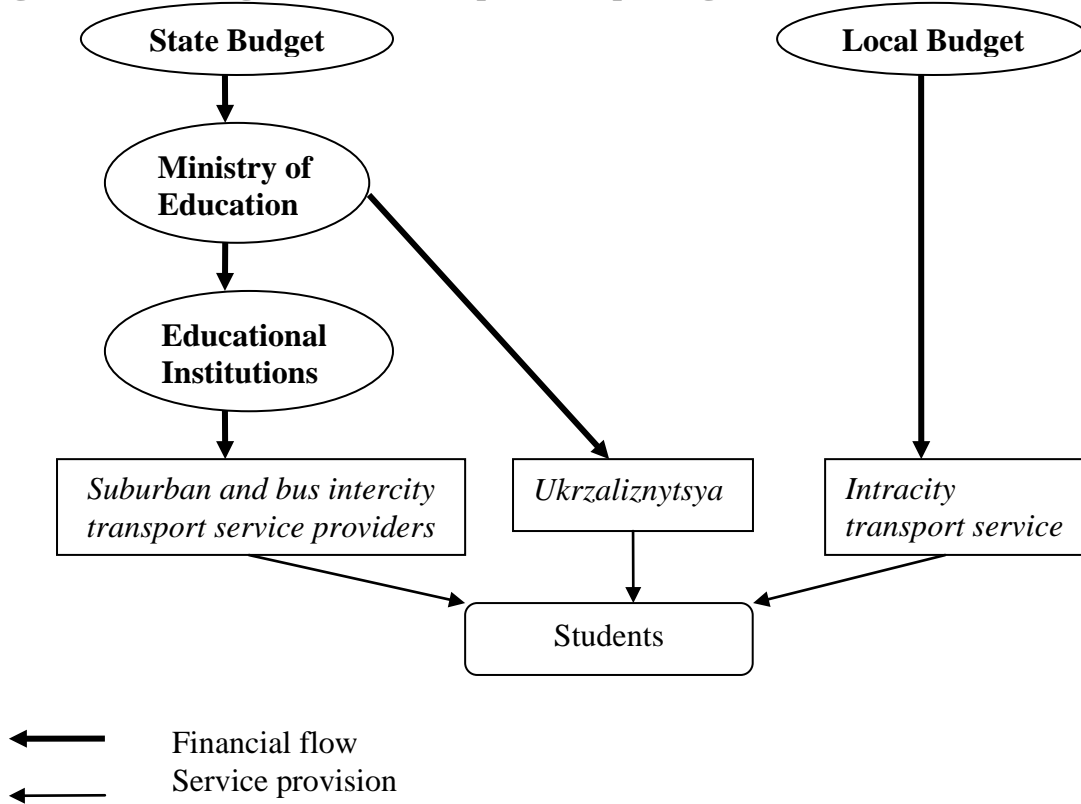 State Budget
Local Budget
Ministry of
Education
Educational
Institutions
Suburban and bus intercity
transport service providers
Ukrzaliznytsya
Intracity
transport service
Students
Financial flow
Service provision